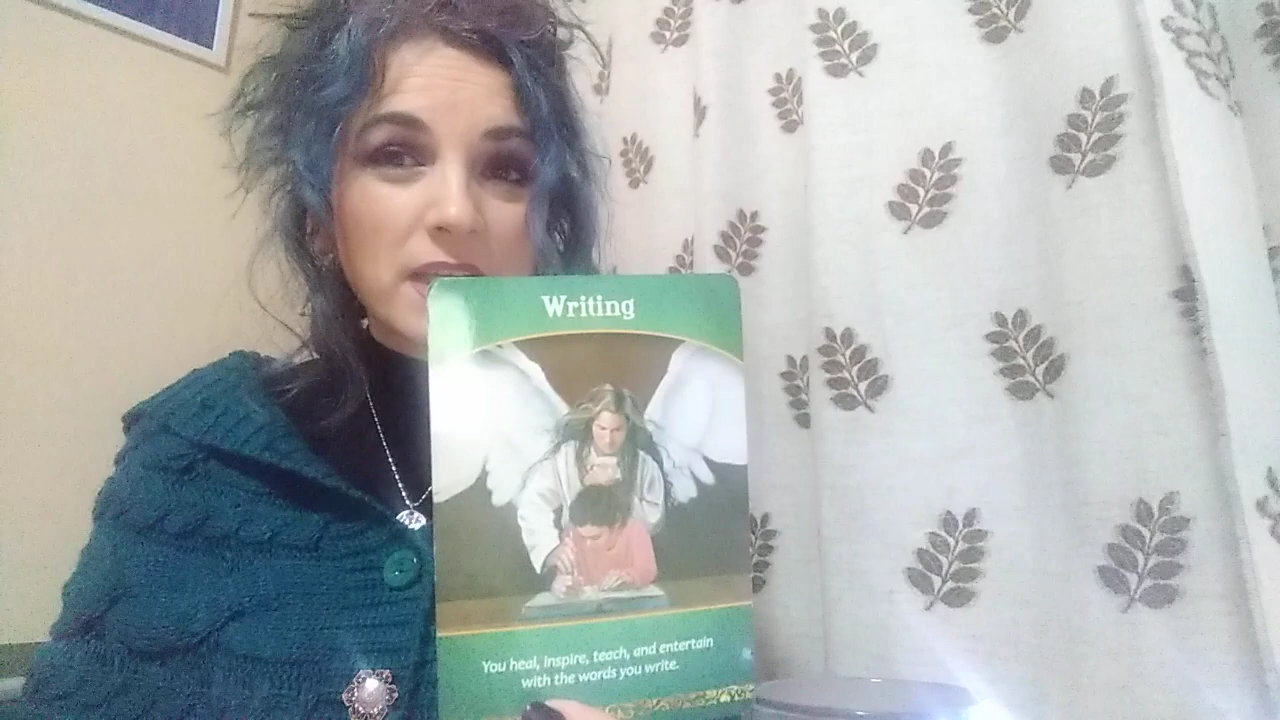 Writing
You heal, inspire, teach, and entertain
with the words you write.